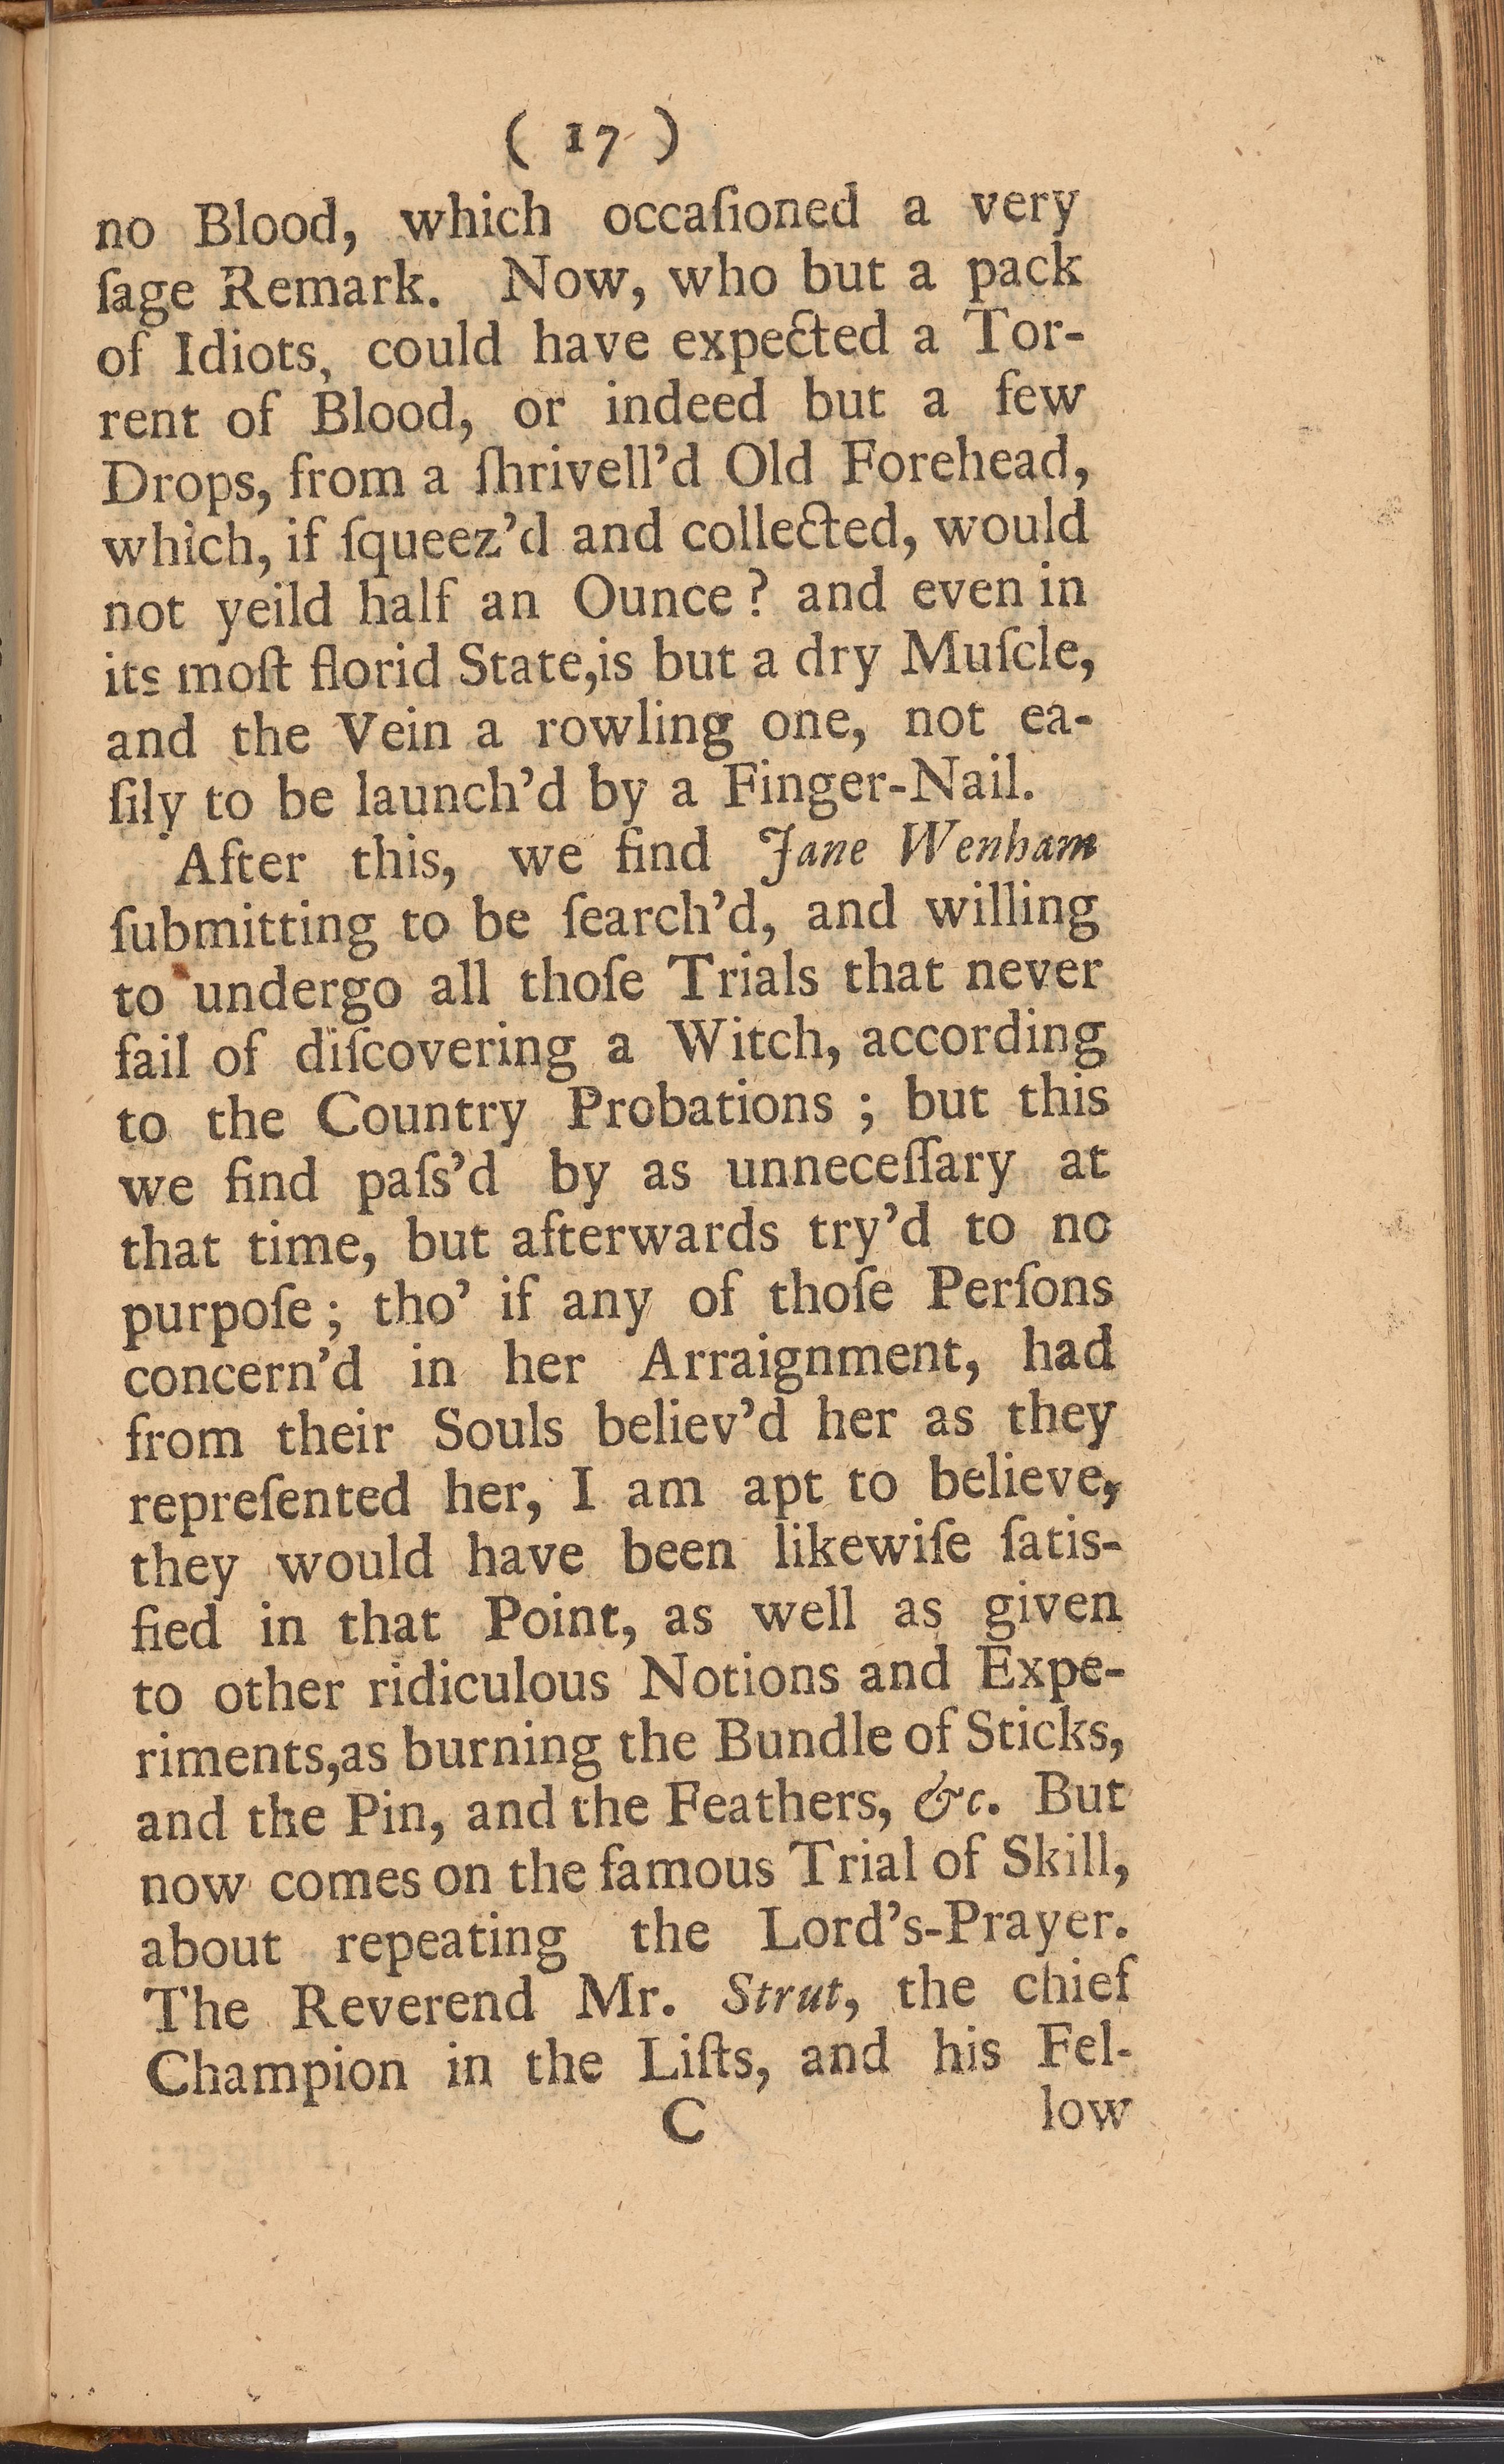 ( 17 )
no Blood, which occaſioned a very
ſage Remark. Now, who but a pack
of Idiots, could have expected a Tor-
rent of Blood, or indeed but a few
Drops, from a ſhrivell’d Old Forehead,
which, if ſqueez’d and collected, would
not yeild half an Ounce ? and even in
its moſt florid State,is but a dry Muſcle,
and the Vein a rowling one, not ea-
ſily to be launch’d by a Finger-Nail.
After this, we find Jane Wenham
ſubmitting to be ſearch’d, and willing
to undergo all thoſe Trials that never
fail of diſcovering a Witch, according
to the Country Probations ; but this
we find paſs’d by as unneceſſary at
that time, but afterwards try’d to no
purpoſe ; tho’ if any of thoſe Perſons
concern’d in her Arraignment, had
from their Souls believ’d her as they
repreſented her, I am apt to believe,
they would have been likewiſe ſatis-
fied in that Point, as well as given
to other ridiculous Notions and Expe-
riments,as burning the Bundle of Sticks,
and the Pin, and the Feathers, &c. But
now comes on the famous Trial of Skill,
about repeating the Lord’s-Prayer.
The Reverend Mr. Strut, the chief
Champion in the Liſts, and his Fel-
C low